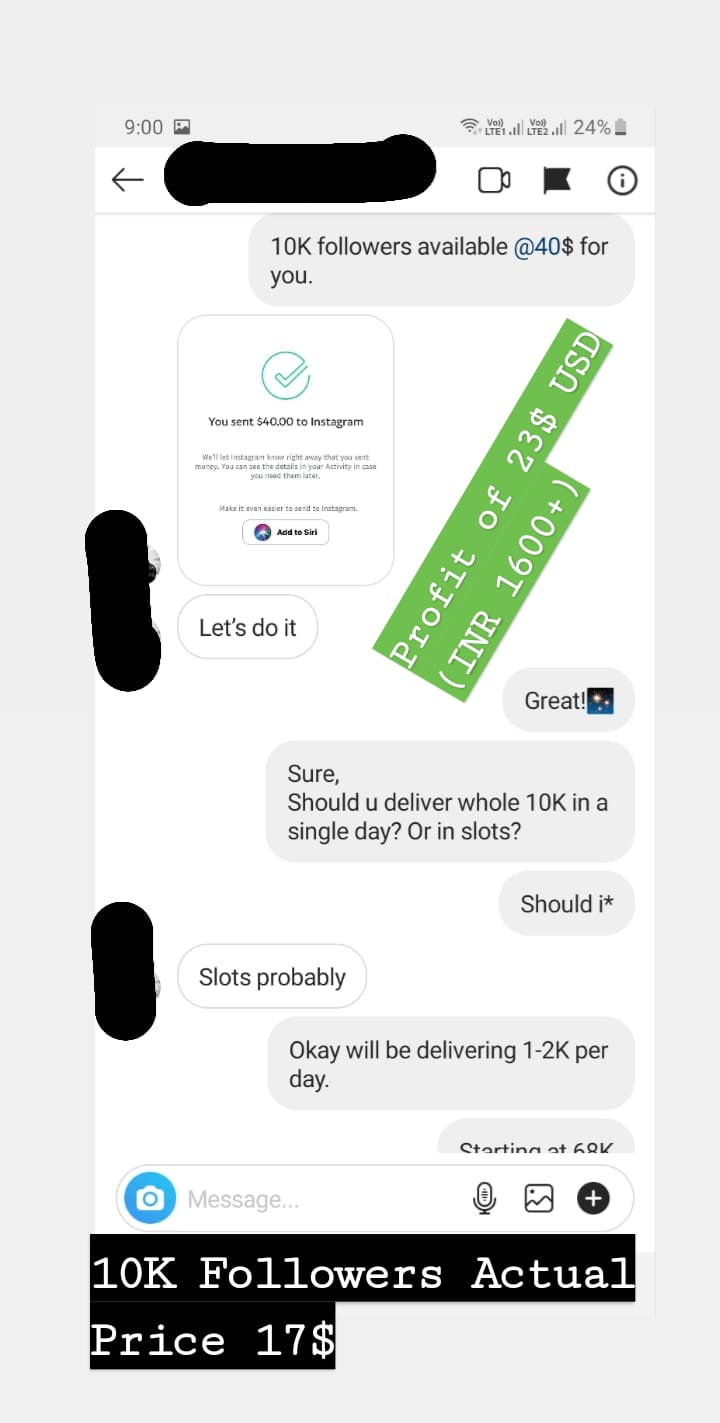 9:00
Vo) LTE1 Vo) LTE2 24%
10K followers available @40$ for
you.
You sent $40.00 to Instagram
We'll let Instagram know right away that you sent
money. You can see the details in your Activity in case
you need them later.
Make it even easier to send to Instagram.
Add to Siri
Profit of 23$ USD
(INR 1600+)
Let's do it
Great!
Sure,
Should u deliver whole 10K in a
single day? Or in slots?
Should i*
Slots probably
Okay will be delivering 1-2K per
day.
Starting at 68K
Message...
10K Followers Actual
Price 17$